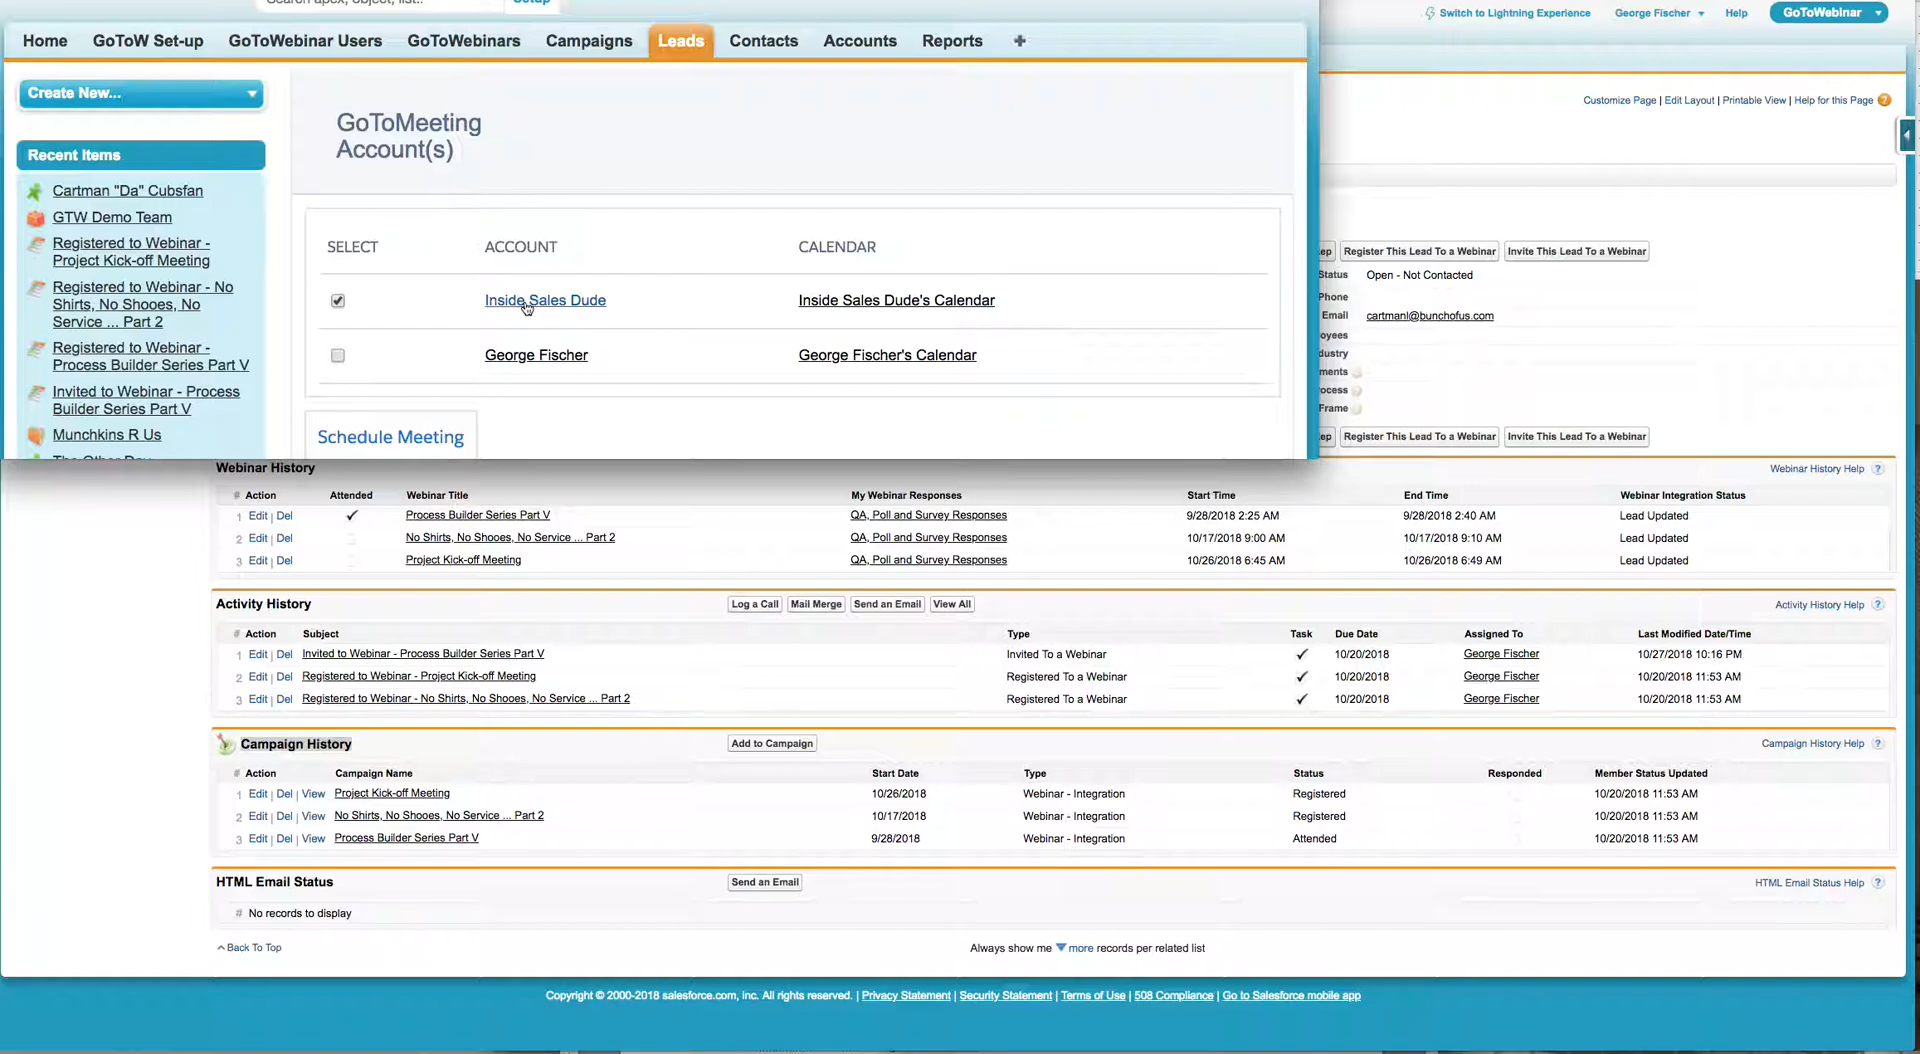 Search apex, object, list.. Setup
Switch to Lightning Experience George Fischer Help GoToWebinar
Home GoToW Set-up GoToWebinar Users GoToWebinars Campaigns Leads Contacts Accounts Reports +
Create New...
Customize Page | Edit Layout | Printable View | Help for this Page ?
GoToMeeting
Account(s)
Recent Items
Cartman "Da" Cubsfan
GTW Demo Team
Registered to Webinar -
Project Kick-off Meeting
Registered to Webinar - No
Shirts, No Shooes, No
Service ... Part 2
Registered to Webinar -
Process Builder Series Part V
Invited to Webinar - Process
Builder Series Part V
Munchkins R Us
SELECT ACCOUNT CALENDAR
Inside Sales Dude Inside Sales Dude's Calendar
George Fischer George Fischer's Calendar
Schedule Meeting
ep Register This Lead To a Webinar Invite This Lead To a Webinar
Status Open - Not Contacted
Phone
Email cartmanl@bunchofus.com
oyees
dustry
ments
ocess
Frame
ep Register This Lead To a Webinar Invite This Lead To a Webinar
Webinar History Webinar History Help ?
# Action Attended Webinar Title My Webinar Responses Start Time End Time Webinar Integration Status
1 Edit | Del Process Builder Series Part V QA, Poll and Survey Responses 9/28/2018 2:25 AM 9/28/2018 2:40 AM Lead Updated
2 Edit | Del No Shirts, No Shooes, No Service ... Part 2 QA, Poll and Survey Responses 10/17/2018 9:00 AM 10/17/2018 9:10 AM Lead Updated
3 Edit | Del Project Kick-off Meeting QA, Poll and Survey Responses 10/26/2018 6:45 AM 10/26/2018 6:49 AM Lead Updated
Activity History Log a Call Mail Merge Send an Email View All Activity History Help ?
# Action Subject Type Task Due Date Assigned To Last Modified Date/Time
1 Edit | Del Invited to Webinar - Process Builder Series Part V Invited To a Webinar 10/20/2018 George Fischer 10/27/2018 10:16 PM
2 Edit | Del Registered to Webinar - Project Kick-off Meeting Registered To a Webinar 10/20/2018 George Fischer 10/20/2018 11:53 AM
3 Edit | Del Registered to Webinar - No Shirts, No Shooes, No Service ... Part 2 Registered To a Webinar 10/20/2018 George Fischer 10/20/2018 11:53 AM
Campaign History Add to Campaign Campaign History Help ?
# Action Campaign Name Start Date Type Status Responded Member Status Updated
1 Edit | Del | View Project Kick-off Meeting 10/26/2018 Webinar - Integration Registered 10/20/2018 11:53 AM
2 Edit | Del | View No Shirts, No Shooes, No Service ... Part 2 10/17/2018 Webinar - Integration Registered 10/20/2018 11:53 AM
3 Edit | Del | View Process Builder Series Part V 9/28/2018 Webinar - Integration Attended 10/20/2018 11:53 AM
HTML Email Status Send an Email HTML Email Status Help ?
# No records to display
Back To Top Always show me more records per related list
Copyright © 2000-2018 salesforce.com, inc. All rights reserved. | Privacy Statement | Security Statement | Terms of Use | 508 Compliance | Go to Salesforce mobile app